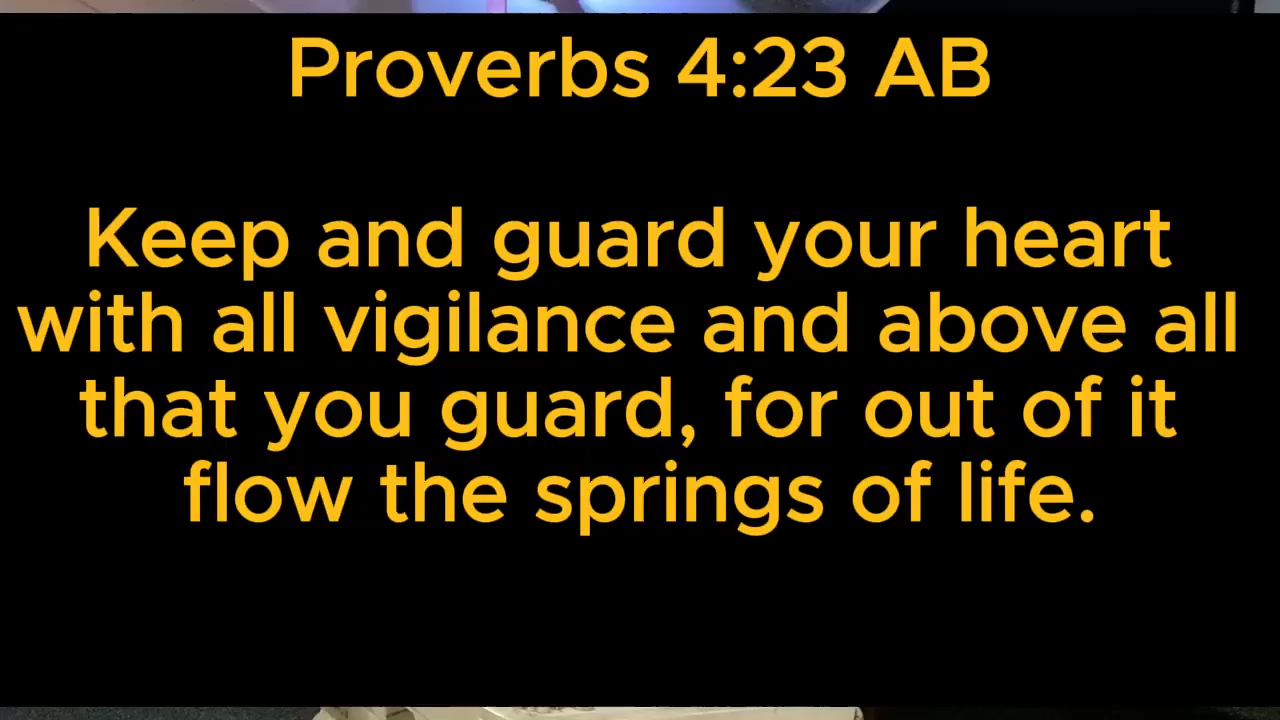 Proverbs 4:23 AB
Keep and guard your heart
with all vigilance and above all
that you guard, for out of it
flow the springs of life.